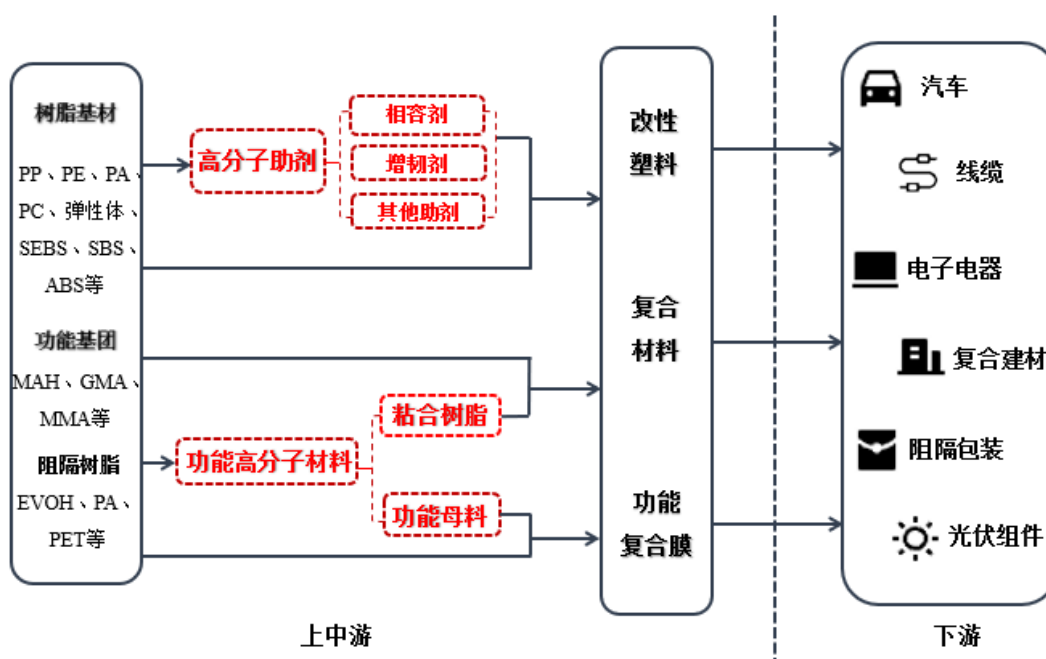 树脂基材
PP、PE、PA、
PC、弹性体、
SEBS、SBS、
ABS等
功能基团
MAH、GMA、
MMA等
阻隔树脂
EVOH、PA、
PET等
高分子助剂
相容剂
增韧剂
其他助剂
功能高分子材料
粘合树脂
功能母料
改性
塑料
复合
材料
功能
复合膜
汽车
线缆
电子电器
复合建材
阻隔包装
光伏组件
上中游
下游